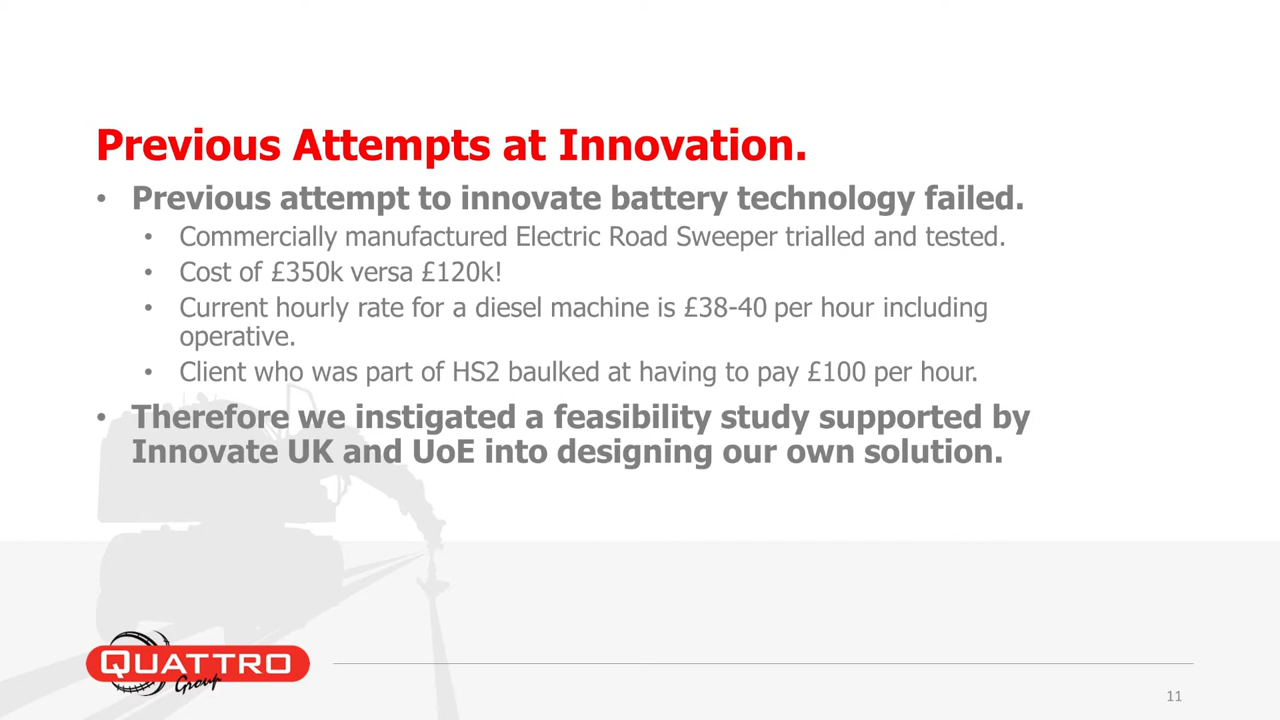 Previous Attempts at Innovation.
• Previous attempt to innovate battery technology failed.
• Commercially manufactured Electric Road Sweeper trialled and tested.
• Cost of £350k versa £120k!
• Current hourly rate for a diesel machine is £38-40 per hour including
operative.
• Client who was part of HS2 baulked at having to pay £100 per hour.
• Therefore we instigated a feasibility study supported by
Innovate UK and UoE into designing our own solution.
QUATTRO
Group
11